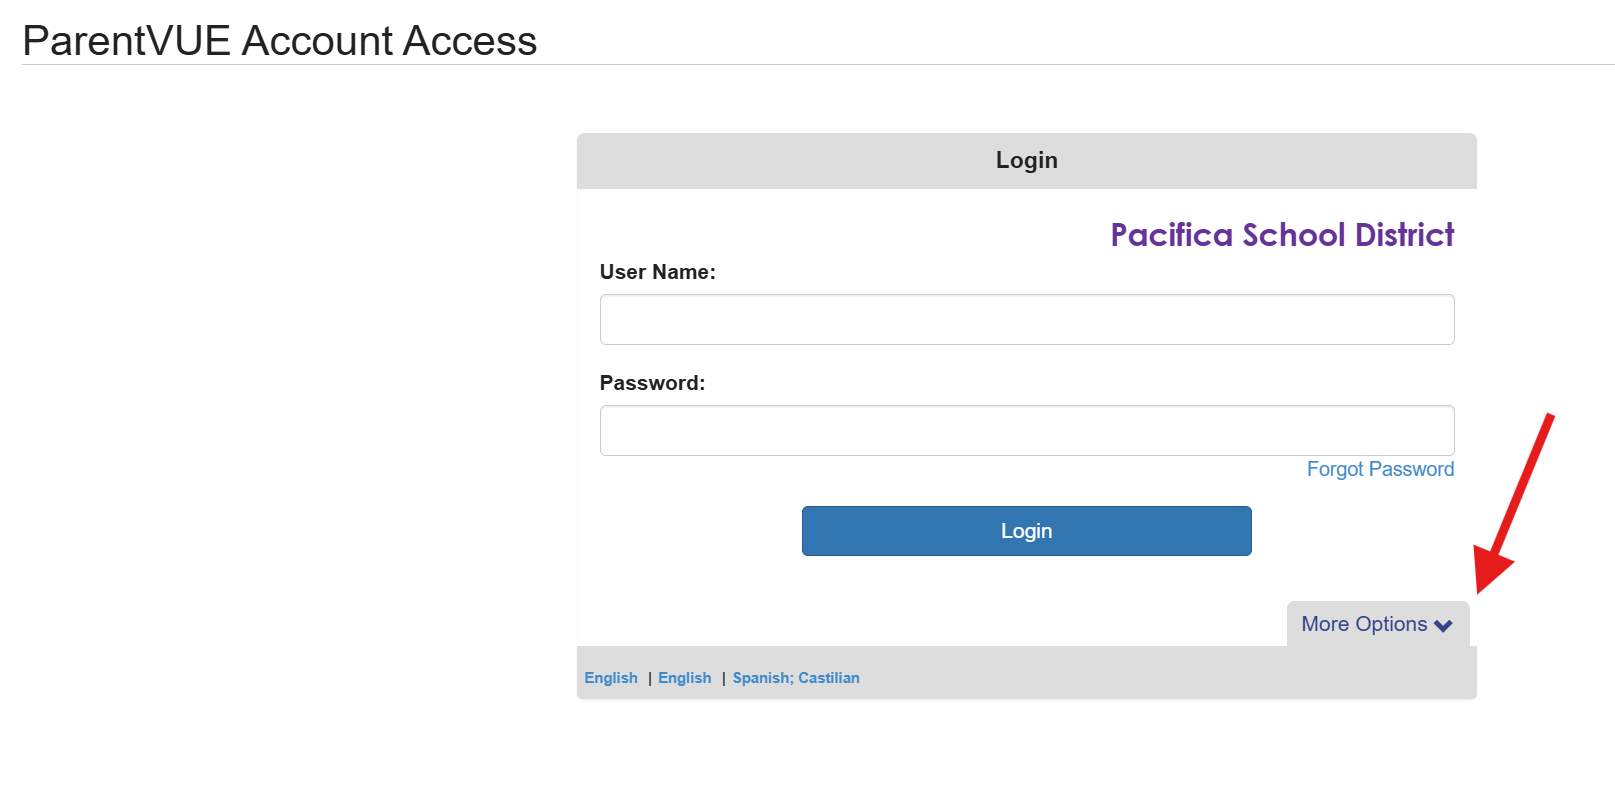 ParentVUE Account Access
Login
Pacifica School District
User Name:
Password:
Forgot Password
Login
More Options
English | English | Spanish; Castilian